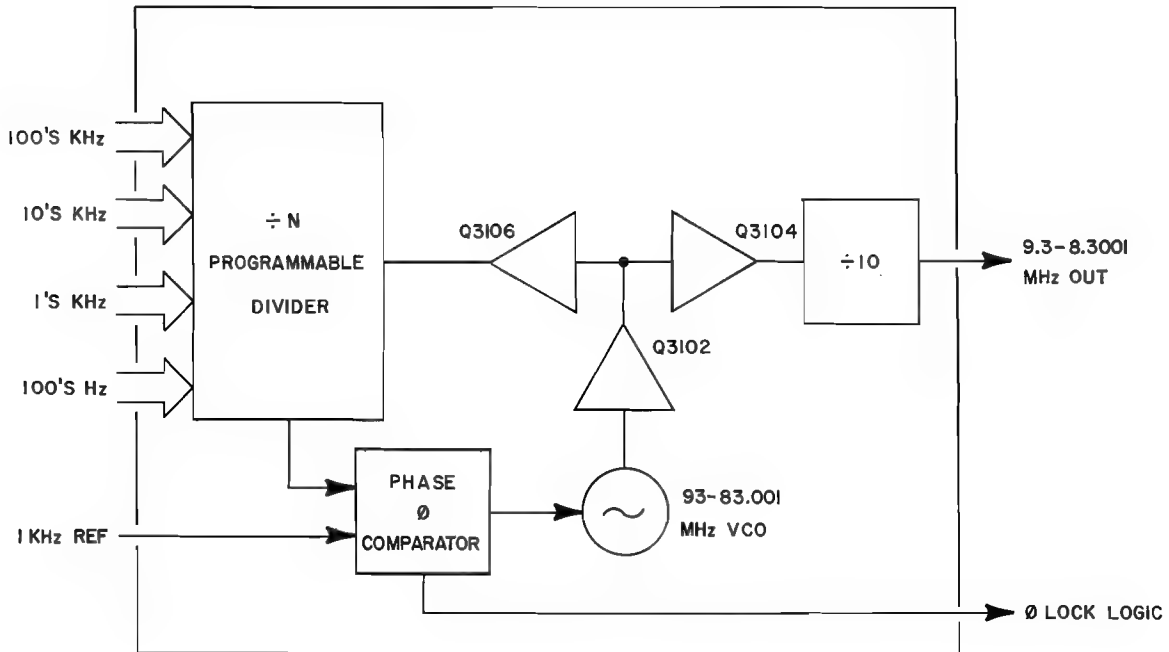 100'S KHz
10'S KHz
1'S KHz
100'S Hz
÷ N
PROGRAMMABLE
DIVIDER
Q3106
Q3104
÷10
9.3-8.3001
MHz OUT
Q3102
PHASE
Ø
COMPARATOR
93-83.001
MHz VCO
1 KHz REF
Ø LOCK LOGIC